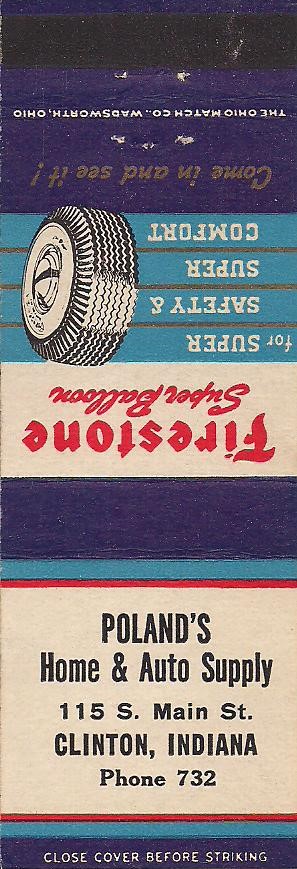 THE OHIO MATCH CO., WADSWORTH, OHIO
Firestone
Super Balloon
for SUPER
SAFETY &
SUPER
COMFORT
Come in and see it!
POLAND'S
Home & Auto Supply
115 S. Main St.
CLINTON, INDIANA
Phone 732
CLOSE COVER BEFORE STRIKING